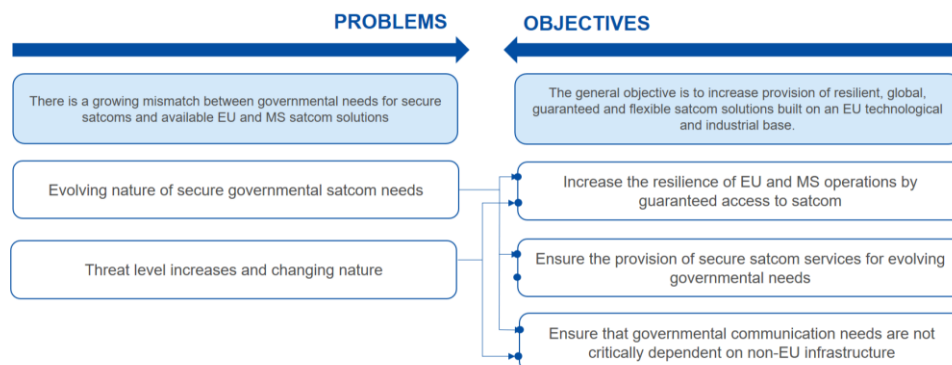 PROBLEMS
OBJECTIVES
There is a growing mismatch between governmental needs for secure
satcoms and available EU and MS satcom solutions
The general objective is to increase provision of resilient, global,
guaranteed and flexible satcom solutions built on an EU technological
and industrial base.
Evolving nature of secure governmental satcom needs
Increase the resilience of EU and MS operations by
guaranteed access to satcom
Threat level increases and changing nature
Ensure the provision of secure satcom services for evolving
governmental needs
Ensure that governmental communication needs are not
critically dependent on non-EU infrastructure